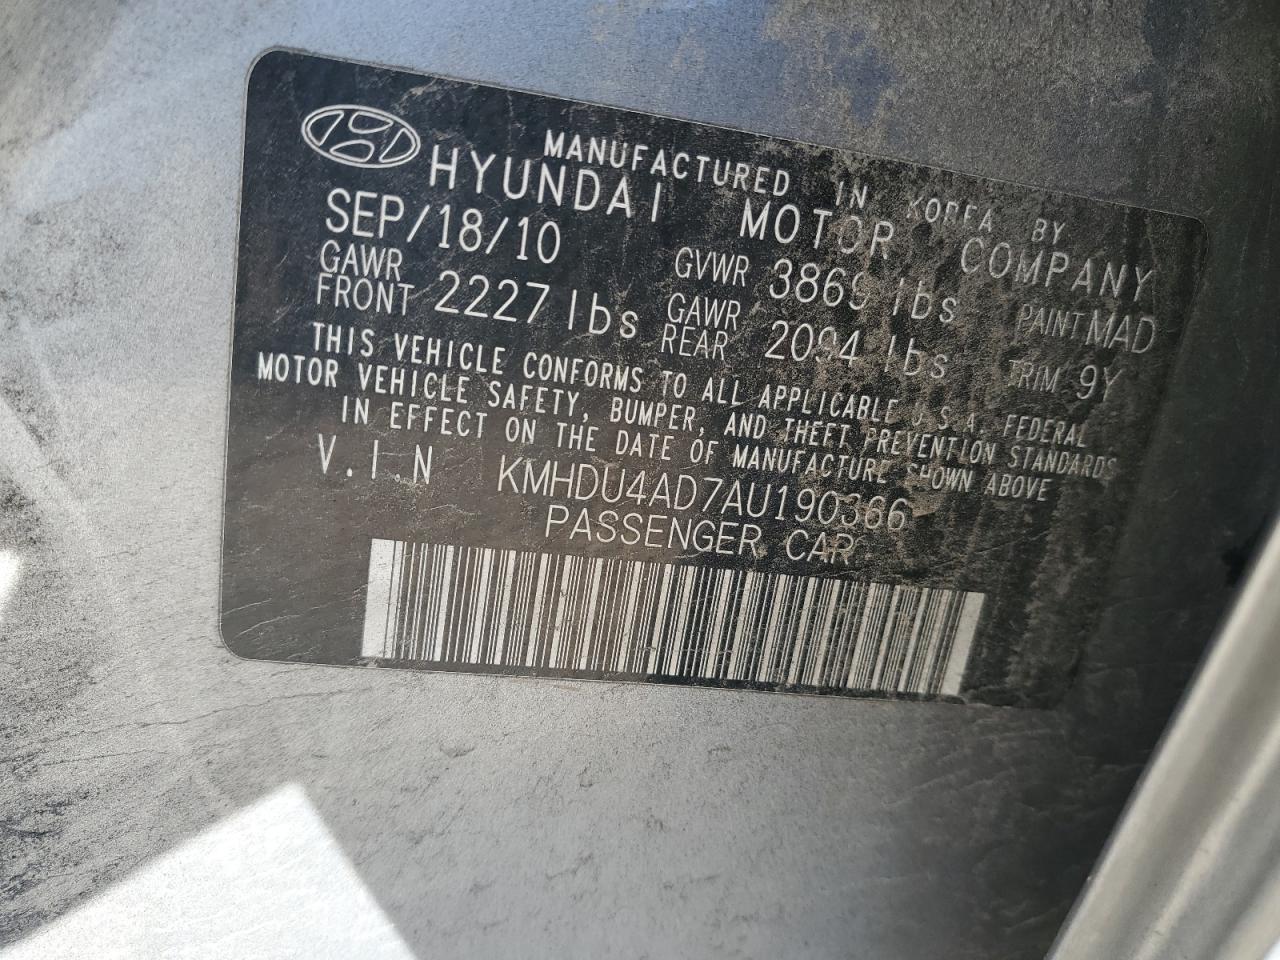 MANUFACTURED IN KOREA BY
HYUNDAI MOTOR COMPANY
SEP/18/10 GVWR 3869 lbs PAINT MAD
GAWR FRONT 2227 lbs GAWR REAR 2094 lbs TRIM 9Y
THIS VEHICLE CONFORMS TO ALL APPLICABLE U.S.A. FEDERAL
MOTOR VEHICLE SAFETY, BUMPER, AND THEFT PREVENTION STANDARDS
IN EFFECT ON THE DATE OF MANUFACTURE SHOWN ABOVE
V.I.N KMHDU4AD7AU190366
PASSENGER CAR